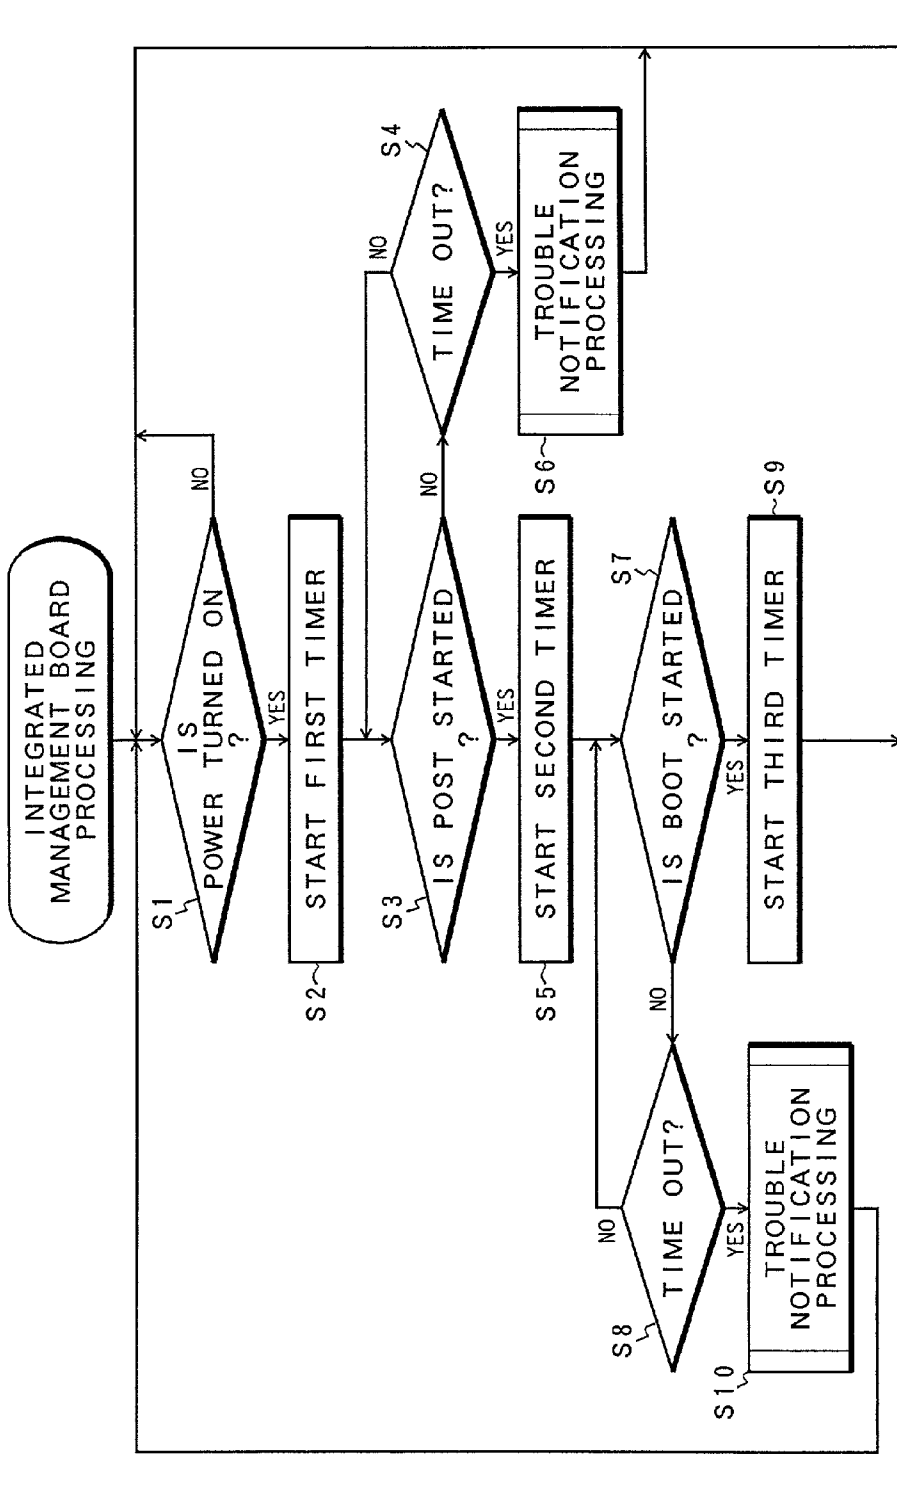 INTEGRATED
MANAGEMENT BOARD
PROCESSING
S1
IS
POWER TURNED ON
?
NO
YES
S2
START FIRST TIMER
S3
IS POST STARTED
?
NO
YES
S4
TIME OUT?
NO
YES
S5
START SECOND TIMER
S6
TROUBLE
NOTIFICATION
PROCESSING
S7
IS BOOT STARTED
?
NO
YES
S8
TIME OUT?
NO
YES
S9
START THIRD TIMER
S10
TROUBLE
NOTIFICATION
PROCESSING